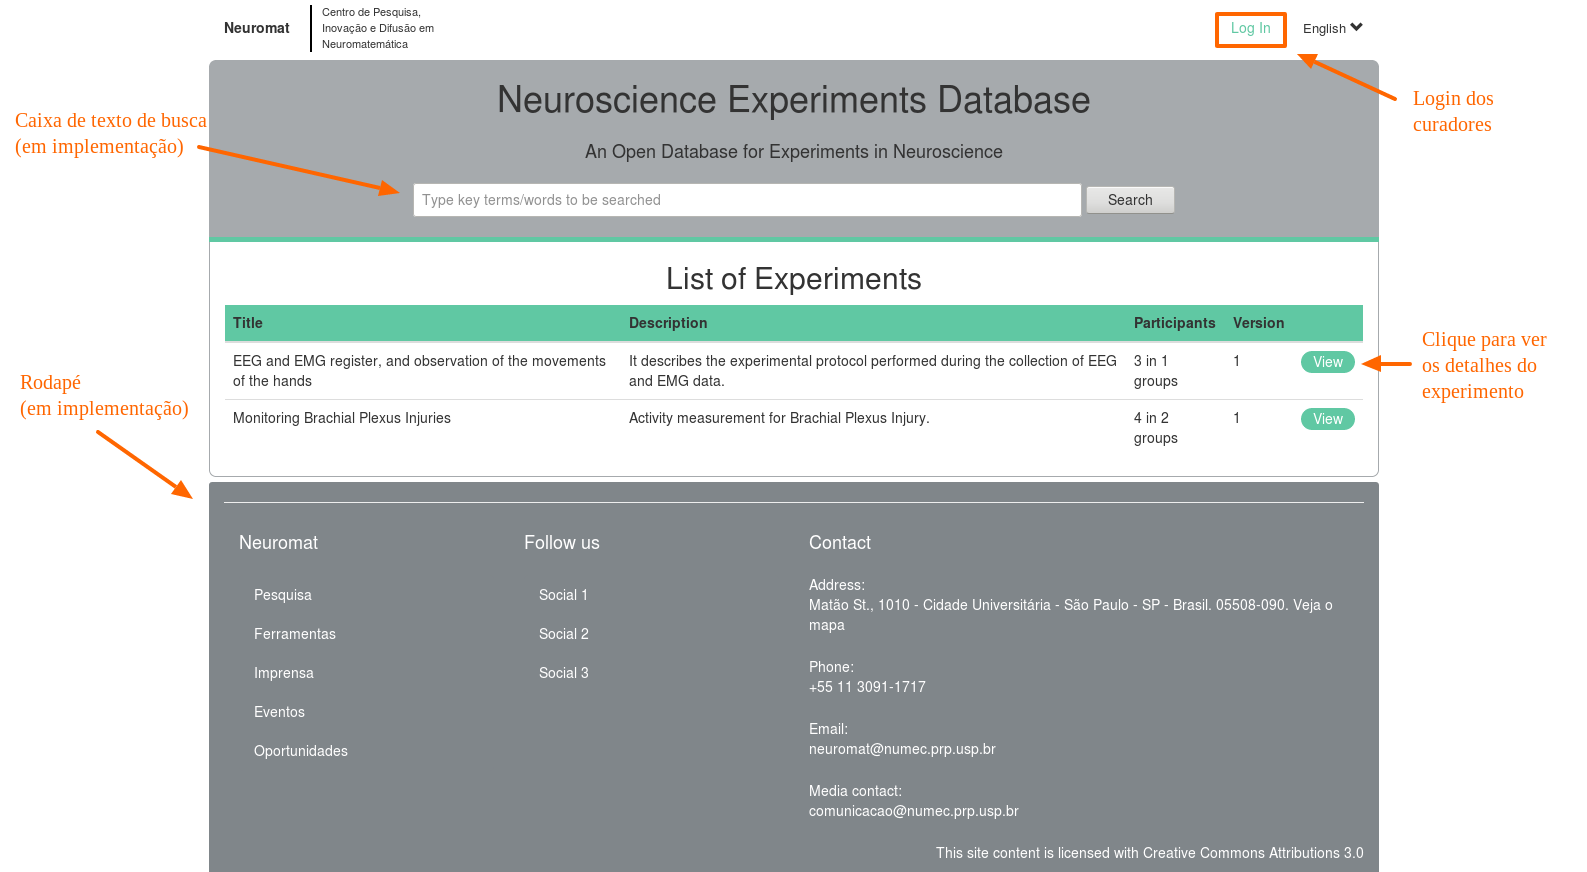 Neuromat
Centro de Pesquisa,
Inovação e Difusão em
Neuromatemática
Log In
English
Login dos
curadores
Neuroscience Experiments Database
An Open Database for Experiments in Neuroscience
Caixa de texto de busca
(em implementação)
Type key terms/words to be searched
Search
List of Experiments
Title Description Participants Version
EEG and EMG register, and observation of the movements
of the hands
It describes the experimental protocol performed during the collection of EEG
and EMG data.
3 in 1
groups
1
View
Clique para ver
os detalhes do
experimento
Monitoring Brachial Plexus Injuries
Activity measurement for Brachial Plexus Injury.
4 in 2
groups
1
View
Rodapé
(em implementação)
Neuromat
Pesquisa
Ferramentas
Imprensa
Eventos
Oportunidades
Follow us
Social 1
Social 2
Social 3
Contact
Address:
Matão St., 1010 - Cidade Universitária - São Paulo - SP - Brasil. 05508-090. Veja o
mapa
Phone:
+55 11 3091-1717
Email:
neuromat@numec.prp.usp.br
Media contact:
comunicacao@numec.prp.usp.br
This site content is licensed with Creative Commons Attributions 3.0